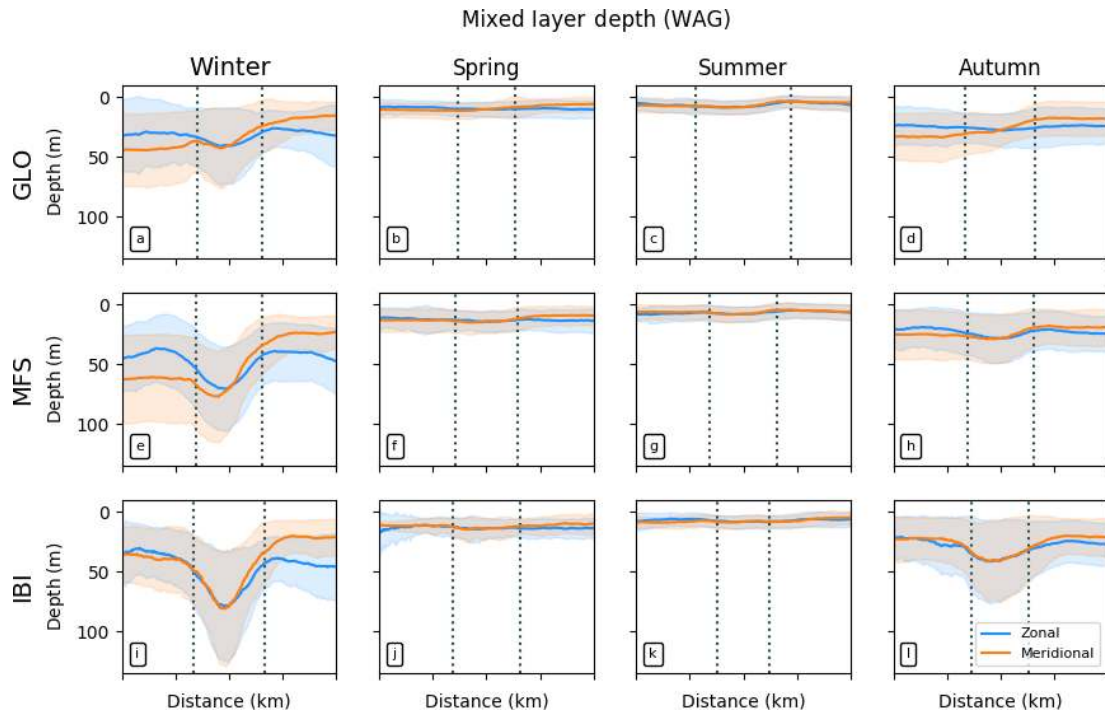 Mixed layer depth (WAG)
Winter Spring Summer Autumn
GLO
Depth (m)
0
50
100
a b c d
MFS
Depth (m)
0
50
100
e f g h
IBI
Depth (m)
0
50
100
i j k l
Zonal
Meridional
Distance (km) Distance (km) Distance (km) Distance (km)